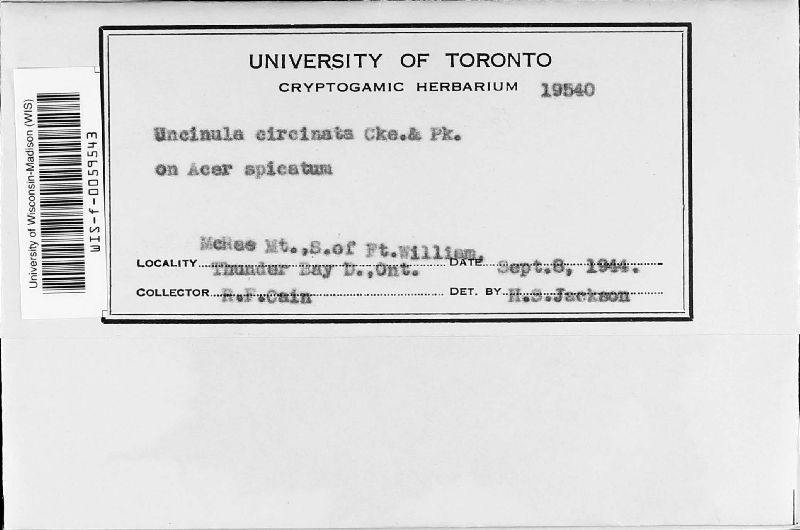 UNIVERSITY OF TORONTO
CRYPTOGAMIC HERBARIUM 19540
Uncinula circinata Cke.& Pk.
on Acer spicatum
McRae Mt.,S.of Ft.William,
LOCALITY Thunder Bay D.,Ont. DATE Sept.8, 1944.
COLLECTOR R.F.Cain DET. BY H.S.Jackson
University of Wisconsin-Madison (WIS)
WIS-f-0059543